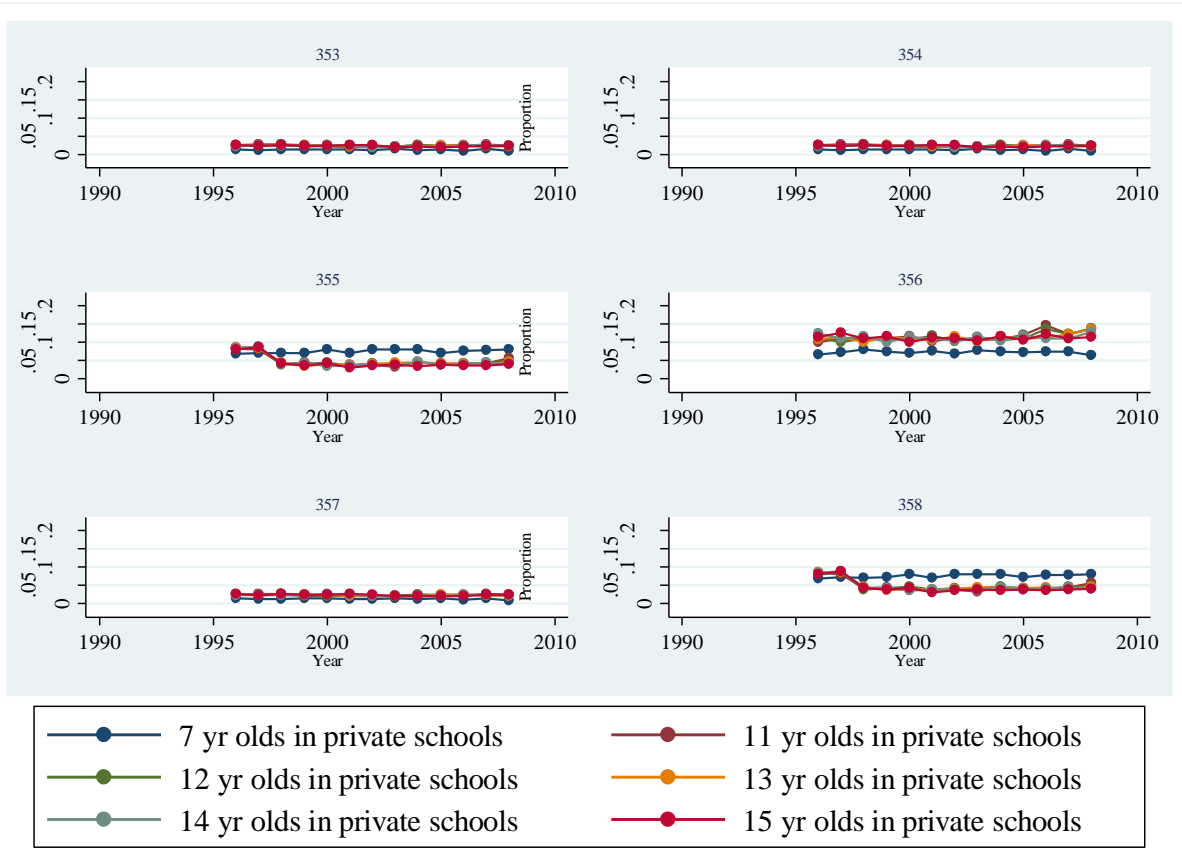 353
0 .05 .1 .15 .2
Proportion
1990 1995 2000 2005 2010
Year
354
0 .05 .1 .15 .2
1990 1995 2000 2005 2010
Year
355
0 .05 .1 .15 .2
Proportion
1990 1995 2000 2005 2010
Year
356
0 .05 .1 .15 .2
1990 1995 2000 2005 2010
Year
357
0 .05 .1 .15 .2
Proportion
1990 1995 2000 2005 2010
Year
358
0 .05 .1 .15 .2
1990 1995 2000 2005 2010
Year
7 yr olds in private schools
11 yr olds in private schools
12 yr olds in private schools
13 yr olds in private schools
14 yr olds in private schools
15 yr olds in private schools